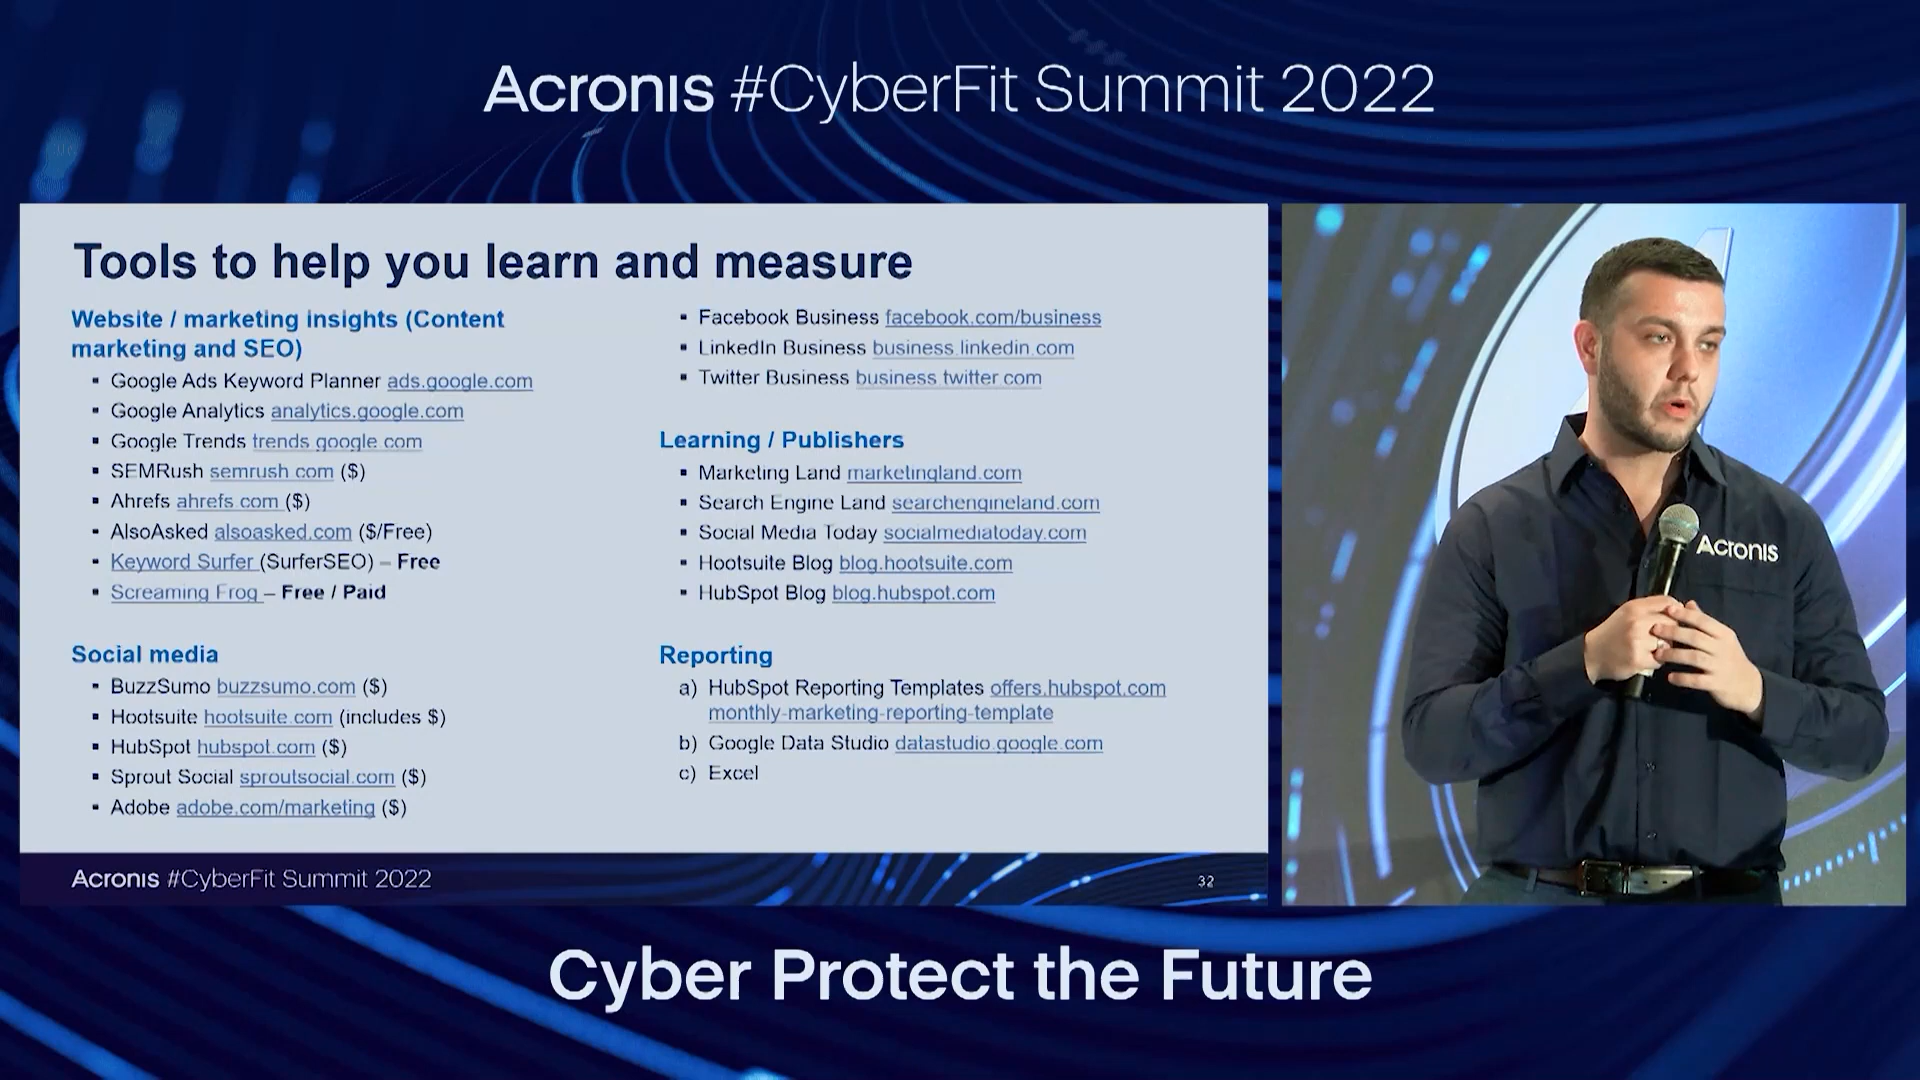 Acronis #CyberFit Summit 2022
Tools to help you learn and measure
Website / marketing insights (Content
marketing and SEO)
▪ Google Ads Keyword Planner ads.google.com
▪ Google Analytics analytics.google.com
▪ Google Trends trends.google.com
▪ SEMRush semrush.com ($)
▪ Ahrefs ahrefs.com ($)
▪ AlsoAsked alsoasked.com ($/Free)
▪ Keyword Surfer (SurferSEO) – Free
▪ Screaming Frog – Free / Paid
Social media
▪ BuzzSumo buzzsumo.com ($)
▪ Hootsuite hootsuite.com (includes $)
▪ HubSpot hubspot.com ($)
▪ Sprout Social sproutsocial.com ($)
▪ Adobe adobe.com/marketing ($)
▪ Facebook Business facebook.com/business
▪ LinkedIn Business business.linkedin.com
▪ Twitter Business business.twitter.com
Learning / Publishers
▪ Marketing Land marketingland.com
▪ Search Engine Land searchengineland.com
▪ Social Media Today socialmediatoday.com
▪ Hootsuite Blog blog.hootsuite.com
▪ HubSpot Blog blog.hubspot.com
Reporting
a) HubSpot Reporting Templates offers.hubspot.com
monthly-marketing-reporting-template
b) Google Data Studio datastudio.google.com
c) Excel
Acronis #CyberFit Summit 2022
32
Acronis
Cyber Protect the Future